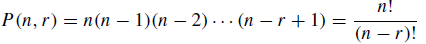 P(n, r) = n(n − 1)(n − 2) · · · (n − r + 1) = n! / (n − r)!